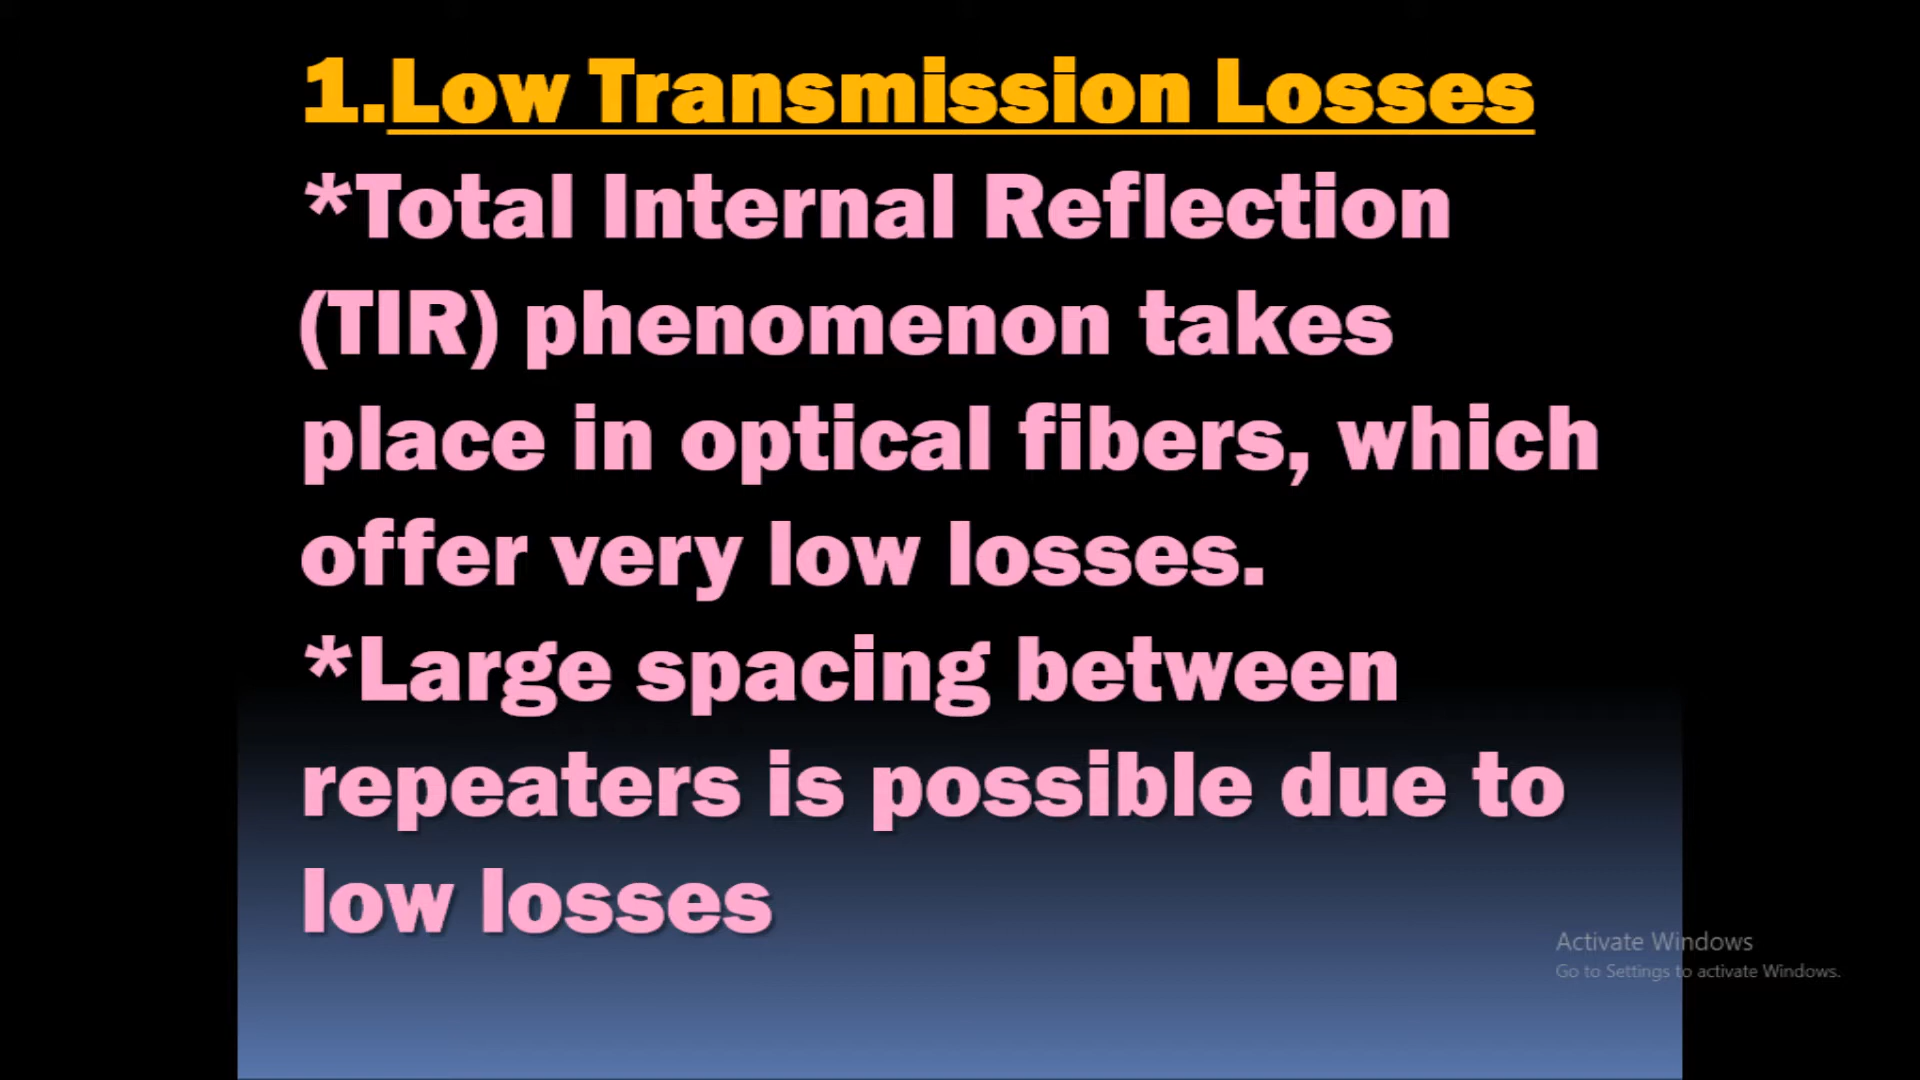 1.Low Transmission Losses
*Total Internal Reflection
(TIR) phenomenon takes
place in optical fibers, which
offer very low losses.
*Large spacing between
repeaters is possible due to
low losses
Activate Windows
Go to Settings to activate Windows.